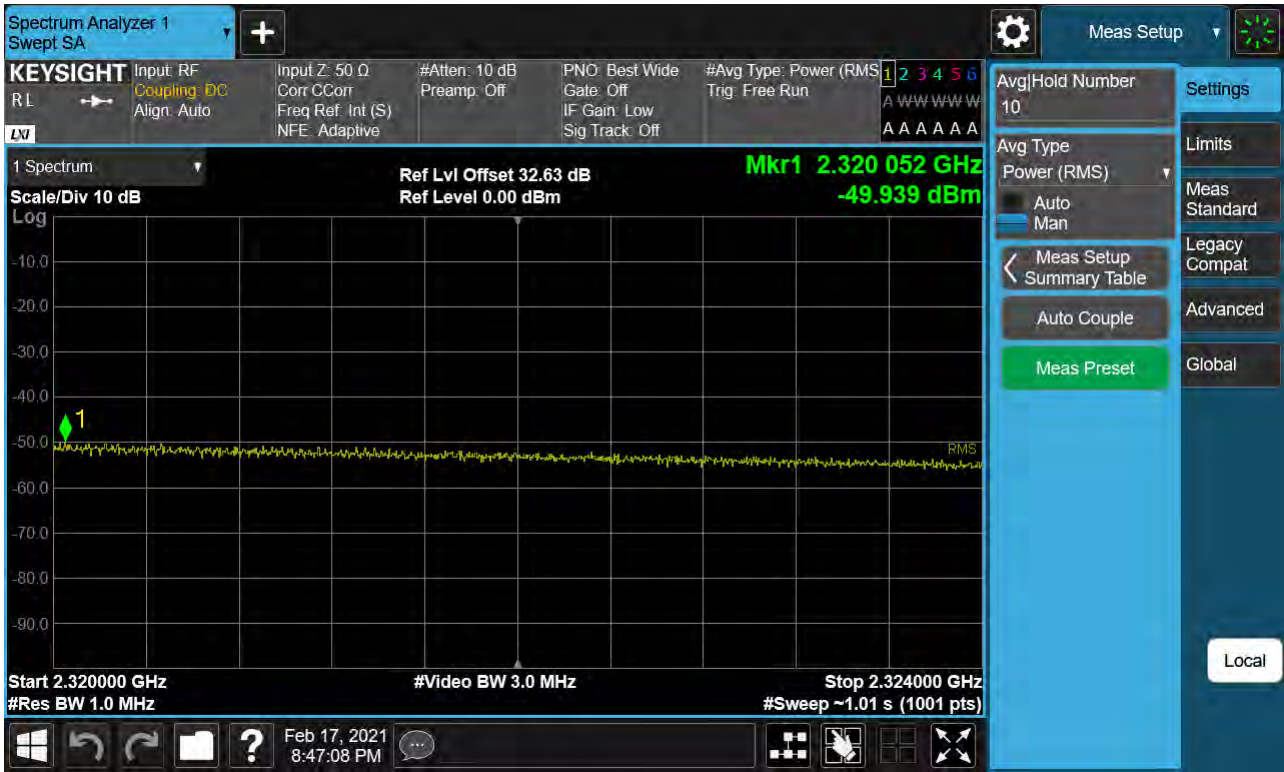 Spectrum Analyzer 1
Swept SA
+
Meas Setup
KEYSIGHT
RL
LXI
Input: RF
Coupling: DC
Align: Auto
Input Z: 50 Ω
Corr CCorr
Freq Ref: Int (S)
NFE: Adaptive
#Atten: 10 dB
Preamp: Off
PNO: Best Wide
Gate: Off
IF Gain: Low
Sig Track: Off
#Avg Type: Power (RMS
Trig: Free Run
1 2 3 4 5 6
A W W W W W
A A A A A A
1 Spectrum
Scale/Div 10 dB
Log
Ref Lvl Offset 32.63 dB
Ref Level 0.00 dBm
Mkr1 2.320 052 GHz
-49.939 dBm
-10.0
-20.0
-30.0
-40.0
1
-50.0
RMS
-60.0
-70.0
-80.0
-90.0
Start 2.320000 GHz
#Res BW 1.0 MHz
#Video BW 3.0 MHz
Stop 2.324000 GHz
#Sweep ~1.01 s (1001 pts)
Avg|Hold Number
10
Avg Type
Power (RMS)
Auto
Man
Meas Setup
Summary Table
Auto Couple
Meas Preset
Settings
Limits
Meas
Standard
Legacy
Compat
Advanced
Global
Local
?
Feb 17, 2021
8:47:08 PM